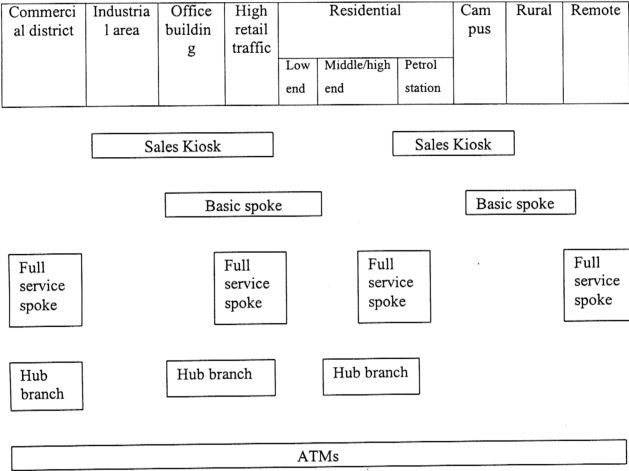 Commerci Industria Office High Residential Cam Rural Remote
al district l area buildin retail pus
g traffic
Low Middle/high Petrol
end end station
Sales Kiosk Sales Kiosk
Basic spoke Basic spoke
Full Full Full Full
service service service service
spoke spoke spoke spoke
Hub Hub branch Hub branch
branch
ATMs